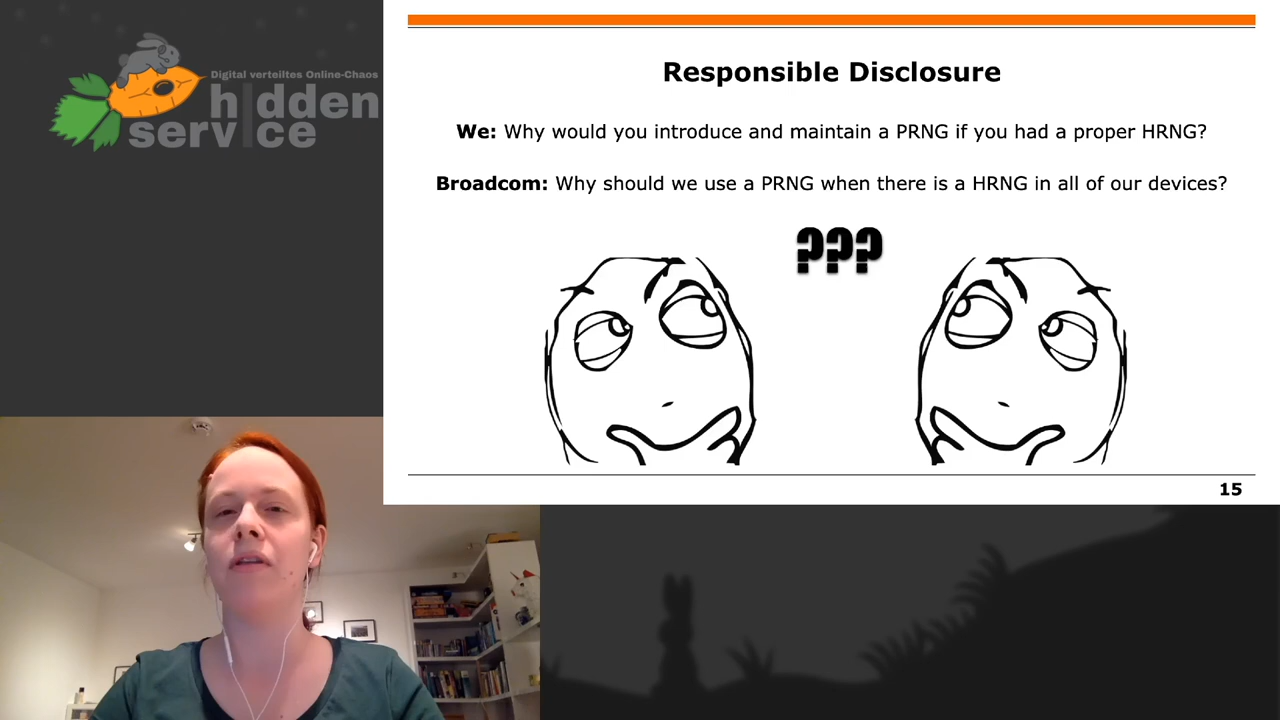 Digital verteiltes Online-Chaos
hidden
service
Responsible Disclosure
We: Why would you introduce and maintain a PRNG if you had a proper HRNG?
Broadcom: Why should we use a PRNG when there is a HRNG in all of our devices?
???
15